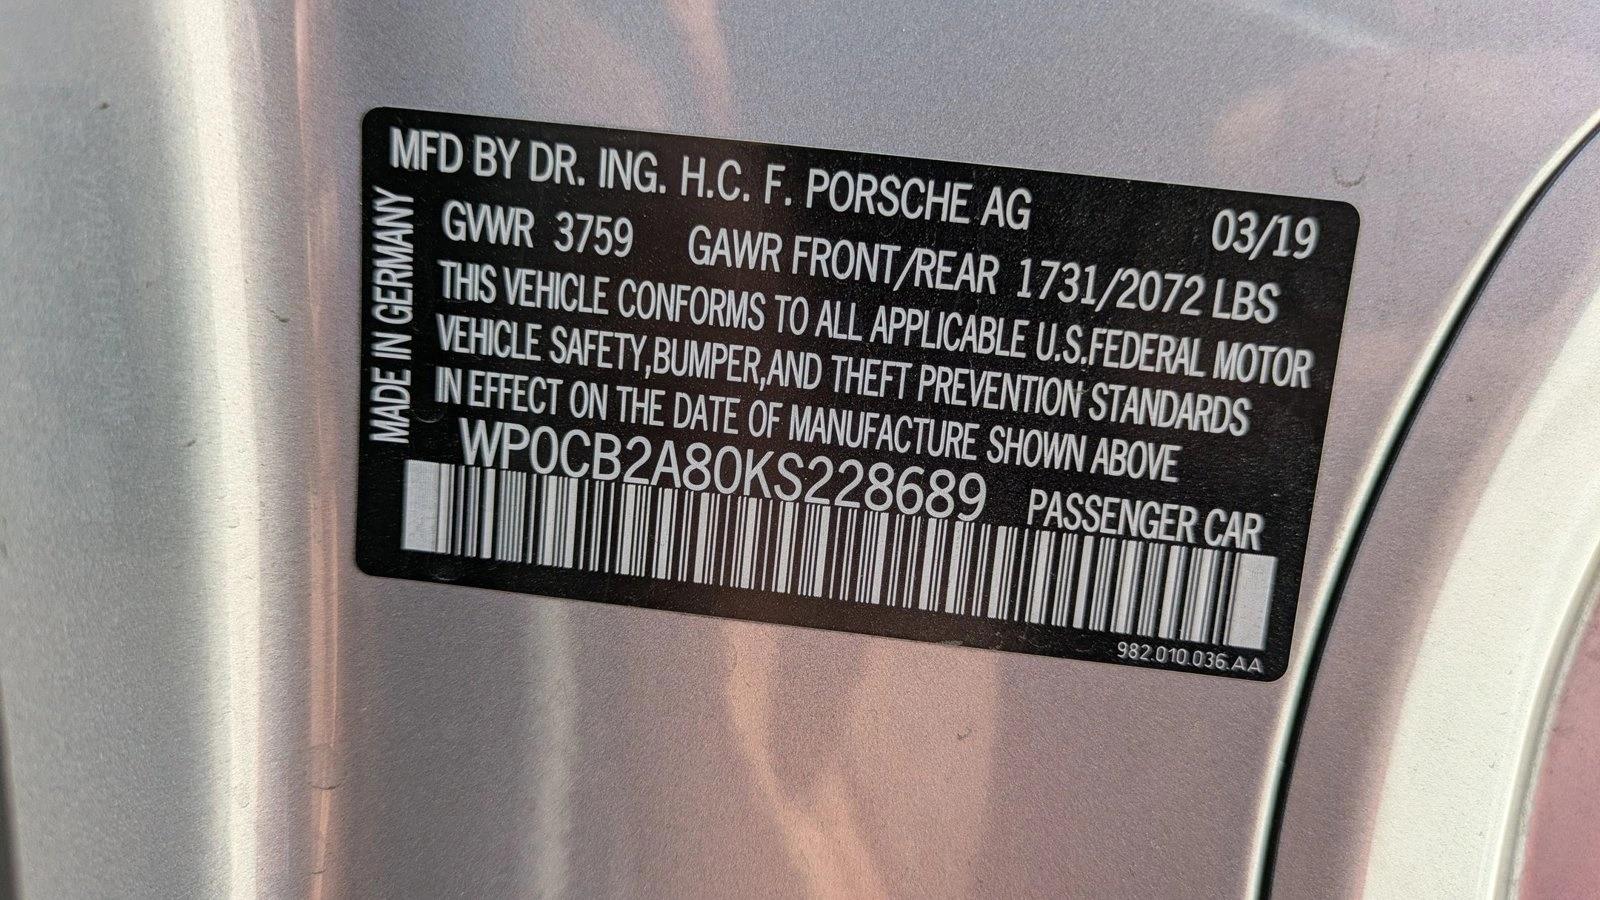 MFD BY DR. ING. H.C. F. PORSCHE AG 03/19
GVWR 3759 GAWR FRONT/REAR 1731/2072 LBS
THIS VEHICLE CONFORMS TO ALL APPLICABLE U.S.FEDERAL MOTOR
VEHICLE SAFETY,BUMPER,AND THEFT PREVENTION STANDARDS
IN EFFECT ON THE DATE OF MANUFACTURE SHOWN ABOVE
WP0CB2A80KS228689 PASSENGER CAR
982.010.036.AA
MADE IN GERMANY